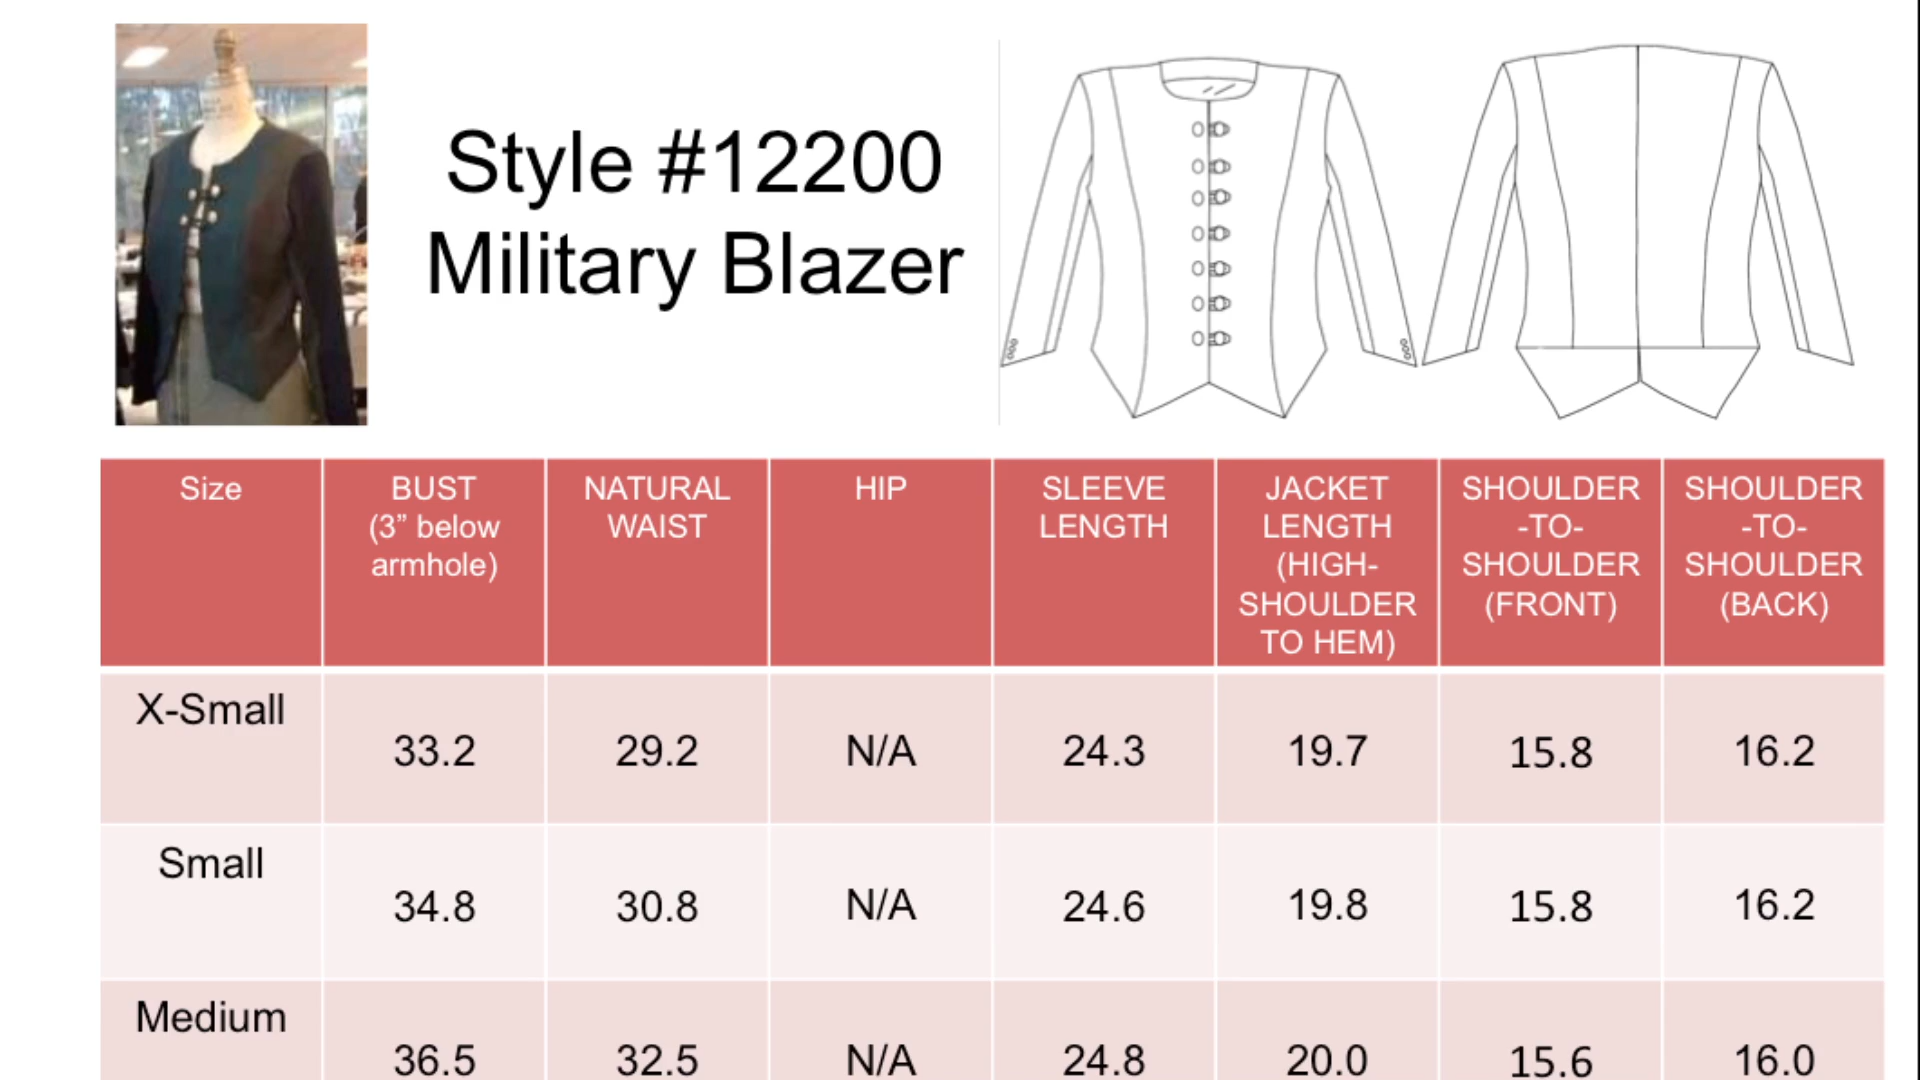 Style #12200
Military Blazer
Size
BUST
(3” below
armhole)
NATURAL
WAIST
HIP
SLEEVE
LENGTH
JACKET
LENGTH
(HIGH-
SHOULDER
TO HEM)
SHOULDER
-TO-
SHOULDER
(FRONT)
SHOULDER
-TO-
SHOULDER
(BACK)
X-Small
33.2
29.2
N/A
24.3
19.7
15.8
16.2
Small
34.8
30.8
N/A
24.6
19.8
15.8
16.2
Medium
36.5
32.5
N/A
24.8
20.0
15.6
16.0